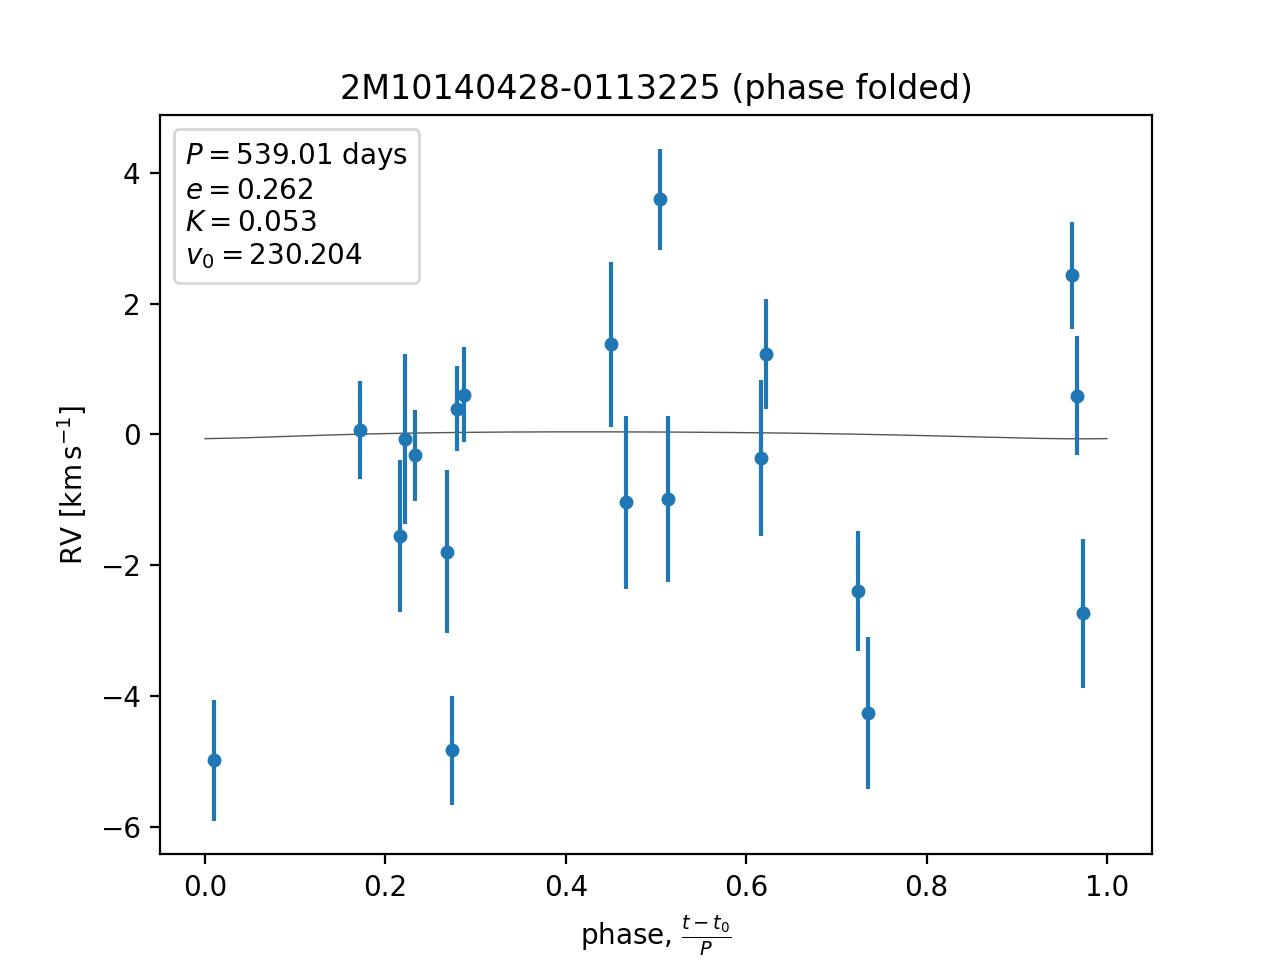 2M10140428-0113225 (phase folded)
P = 539.01 days
e = 0.262
K = 0.053
v₀ = 230.204
4
2
0
−2
−4
−6
RV [km s⁻¹]
0.0 0.2 0.4 0.6 0.8 1.0
phase, (t − t₀)/P